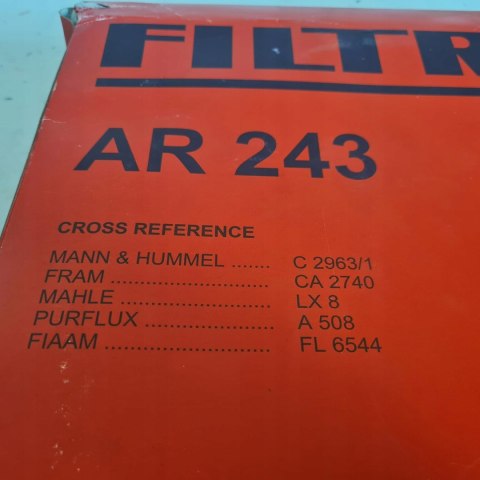 FILTR
AR 243
CROSS REFERENCE
MANN & HUMMEL ....... C 2963/1
FRAM ............................. CA 2740
MAHLE ........................... LX 8
PURFLUX ....................... A 508
FIAAM .............................. FL 6544